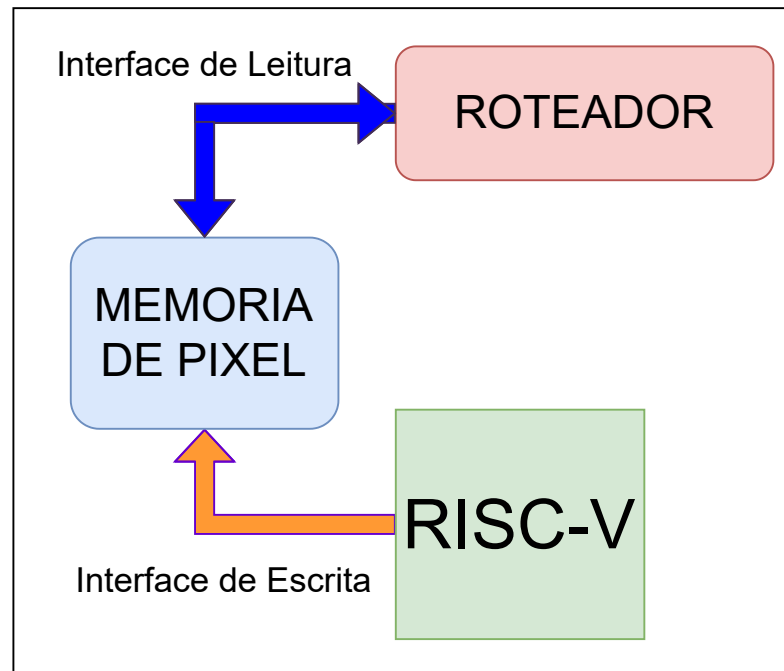 Interface de Leitura
ROTEADOR
MEMORIA
DE PIXEL
RISC-V
Interface de Escrita